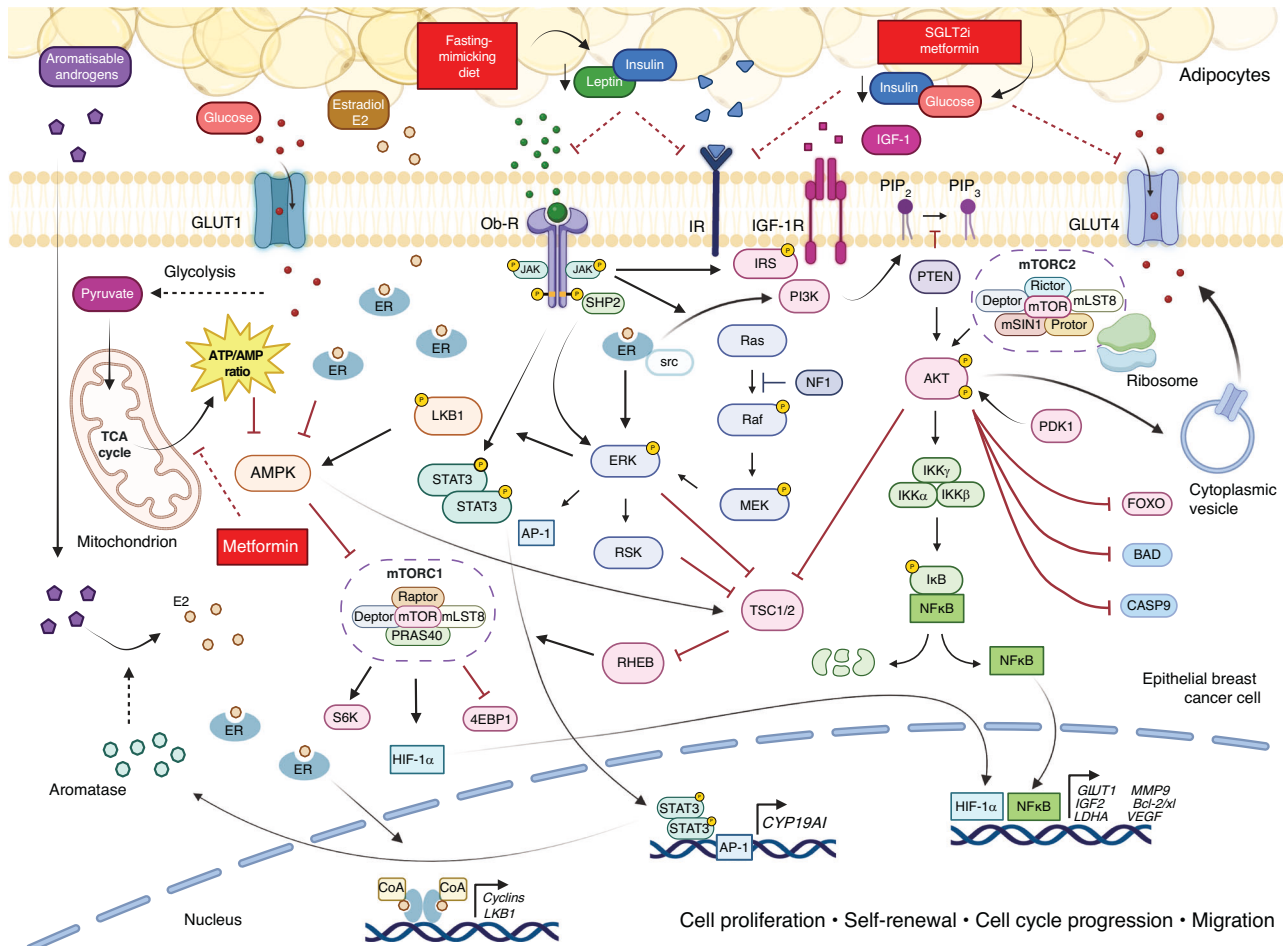 Aromatisable
androgens
Fasting-
mimicking
diet
Insulin
Leptin
SGLT2i
metformin
Insulin
Glucose
Adipocytes
Glucose
Estradiol
E2
IGF-1
PIP2
PIP3
GLUT1
Ob-R
IR
IGF-1R
GLUT4
Glycolysis
Pyruvate
P
JAK
JAK
P
P
P
SHP2
P
IRS
PI3K
PTEN
mTORC2
Rictor
Deptor
mTOR
mLST8
mSIN1
Protor
Ribosome
ER
ER
ER
ER
src
Ras
NF1
Raf
P
MEK
P
ATP/AMP
ratio
TCA
cycle
Mitochondrion
AMPK
P
LKB1
ERK
P
STAT3
P
STAT3
P
AP-1
RSK
AKT
P
P
PDK1
IKKγ
IKKα
IKKβ
Cytoplasmic
vesicle
FOXO
BAD
CASP9
Metformin
P
IκB
NFκB
NFκB
TSC1/2
RHEB
mTORC1
Raptor
Deptor
mTOR
mLST8
PRAS40
S6K
4EBP1
HIF-1α
E2
ER
ER
Aromatase
Epithelial breast
cancer cell
STAT3
P
STAT3
P
AP-1
CYP19AI
HIF-1α
NFκB
GlUT1
IGF2
LDHA
MMP9
Bcl-2/xl
VEGF
CoA
CoA
Cyclins
LKB1
Nucleus
Cell proliferation • Self-renewal • Cell cycle progression • Migration